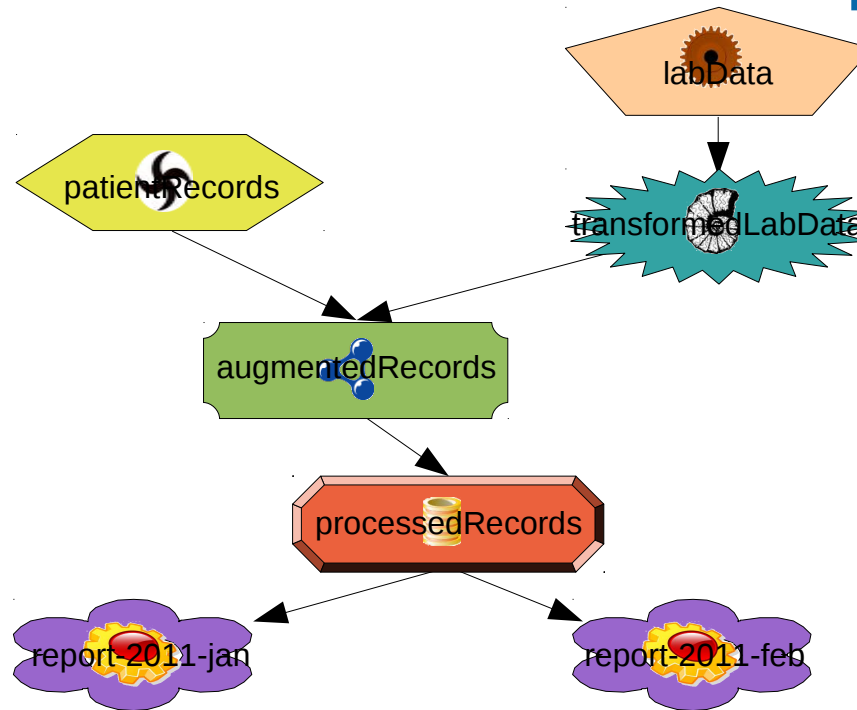 labData
patientRecords
transformedLabData
augmentedRecords
processedRecords
report-2011-jan
report-2011-feb